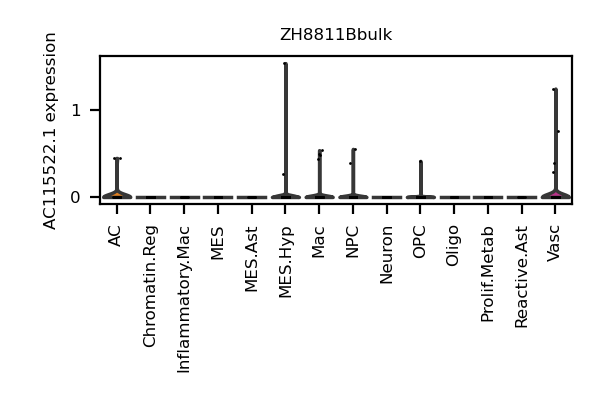 ZH8811Bbulk
AC115522.1 expression
1
0
AC
Chromatin.Reg
Inflammatory.Mac
MES
MES.Ast
MES.Hyp
Mac
NPC
Neuron
OPC
Oligo
Prolif.Metab
Reactive.Ast
Vasc